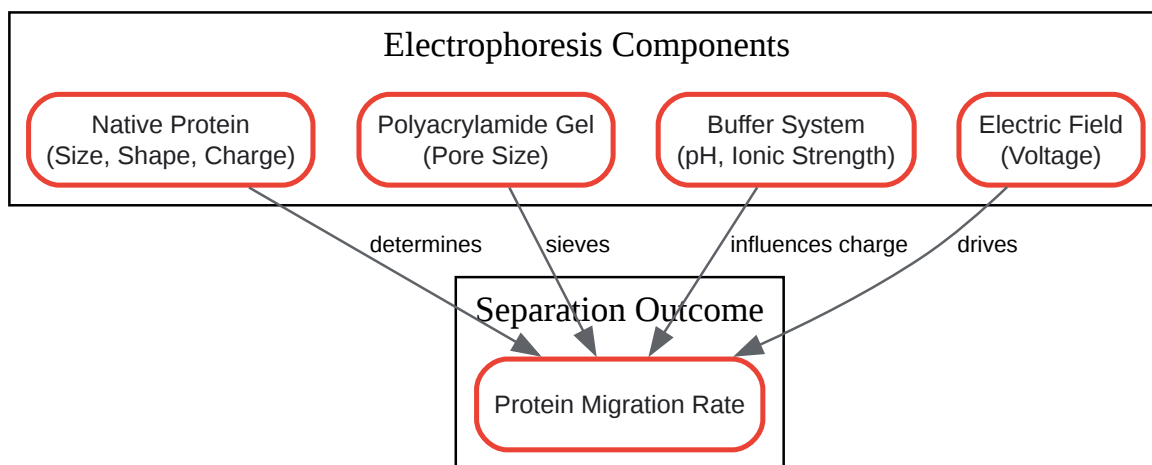 Electrophoresis Components
Native Protein
(Size, Shape, Charge)
Polyacrylamide Gel
(Pore Size)
Buffer System
(pH, Ionic Strength)
Electric Field
(Voltage)
determines
sieves
influences charge
drives
Separation Outcome
Protein Migration Rate